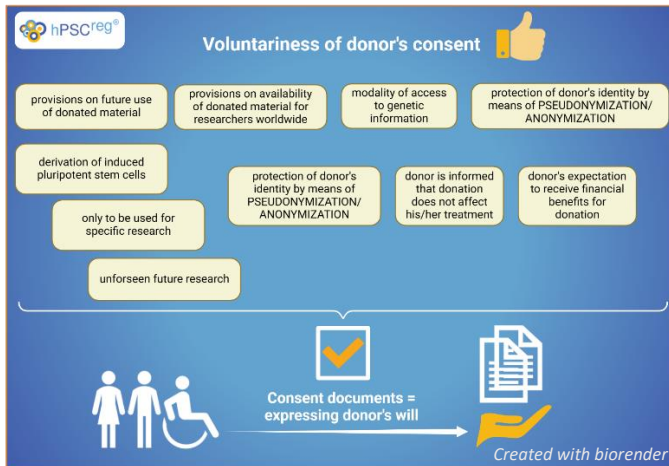 hPSCreg®
Voluntariness of donor's consent
provisions on future use
of donated material
provisions on availability
of donated material for
researchers worldwide
modality of access
to genetic
information
protection of donor's identity by
means of PSEUDONYMIZATION/
ANONYMIZATION
derivation of induced
pluripotent stem cells
protection of donor's
identity by means of
PSEUDONYMIZATION/
ANONYMIZATION
donor is informed
that donation
does not affect
his/her treatment
donor's expectation
to receive financial
benefits for
donation
only to be used for
specific research
unforseen future research
Consent documents =
expressing donor's will
Created with biorender